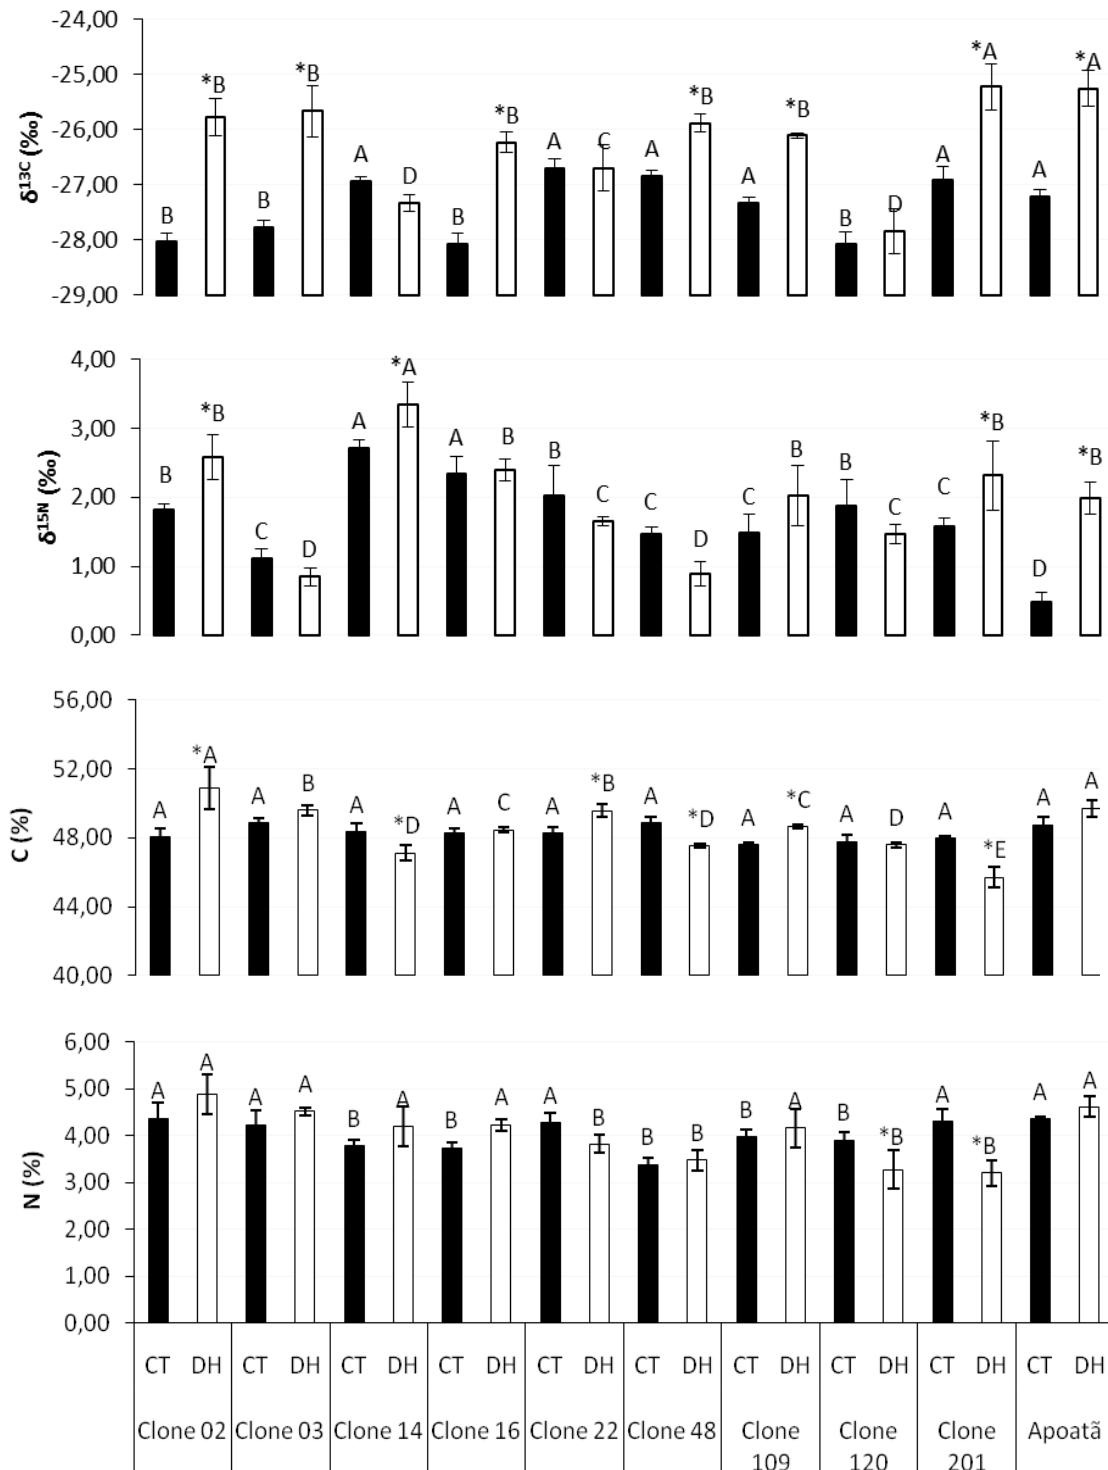 -24,00
-25,00
-26,00
-27,00
-28,00
-29,00
δ¹³C (‰)
B *B B *B A D B *B A C A *B A *B B D A *A A *A
4,00
3,00
2,00
1,00
0,00
δ¹⁵N (‰)
B *B C D A *A A B B C C D C B B C C *B D *B
56,00
52,00
48,00
44,00
40,00
C (%)
A *A A B A *D A C A *B A *D A *C A D A *E A A
6,00
5,00
4,00
3,00
2,00
1,00
0,00
N (%)
A A A A B A B A A B B B B A B *B A *B A A
CT DH CT DH CT DH CT DH CT DH CT DH CT DH CT DH CT DH CT DH
Clone 02 Clone 03 Clone 14 Clone 16 Clone 22 Clone 48 Clone Clone Clone Apoatã
109 120 201